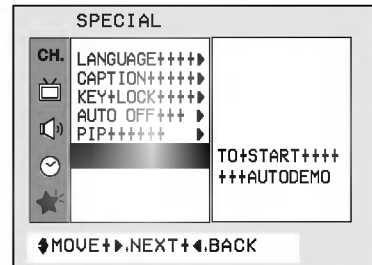 SPECIAL
CH.
LANGUAGE++++▶
CAPTION+++++▶
KEY+LOCK++++▶
AUTO OFF+++ ▶
PIP++++++ ▶
TO+START++++
+++AUTODEMO
♦MOVE+▶.NEXT+◀.BACK